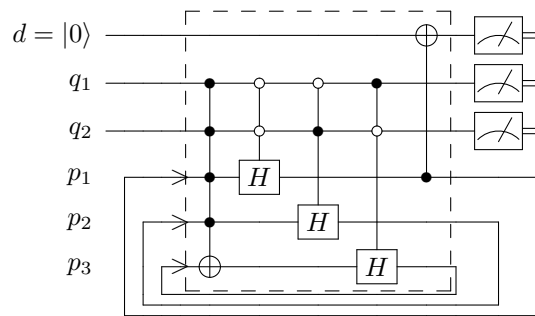 d = |0⟩
q₁
q₂
p₁
H
p₂
H
p₃
H